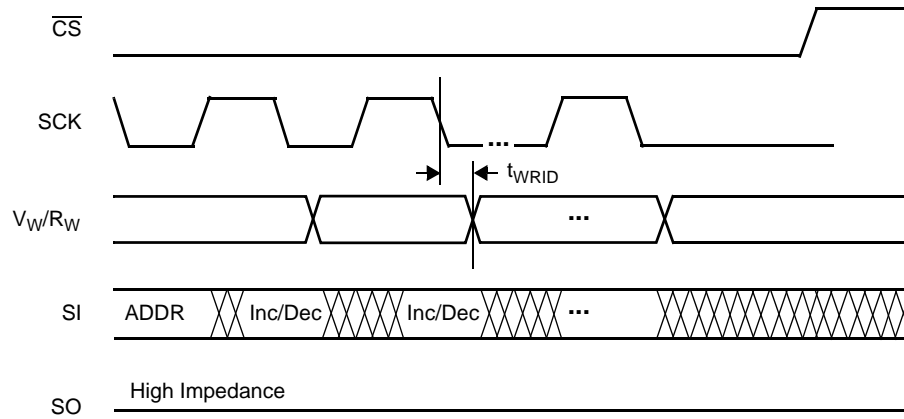 CS
SCK
...
tWRID
VW/RW
...
SI
ADDR
Inc/Dec
Inc/Dec
...
High Impedance
SO